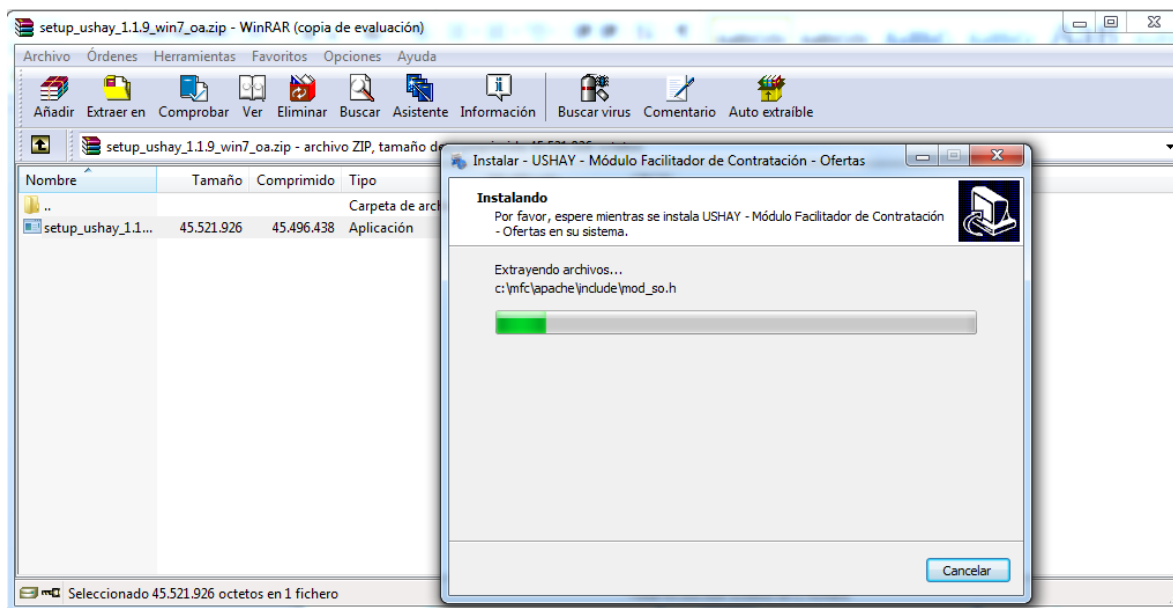 setup_ushay_1.1.9_win7_oa.zip - WinRAR (copia de evaluación)
Archivo Órdenes Herramientas Favoritos Opciones Ayuda
Añadir Extraer en Comprobar Ver Eliminar Buscar Asistente Información Buscar virus Comentario Auto extraíble
setup_ushay_1.1.9_win7_oa.zip - archivo ZIP, tamaño de
Nombre Tamaño Comprimido Tipo
.. Carpeta de arch
setup_ushay_1.1... 45.521.926 45.496.438 Aplicación
Instalar - USHAY - Módulo Facilitador de Contratación - Ofertas
Instalando
Por favor, espere mientras se instala USHAY - Módulo Facilitador de Contratación
- Ofertas en su sistema.
Extrayendo archivos...
c:\mfc\apache\include\mod_so.h
Cancelar
Seleccionado 45.521.926 octetos en 1 fichero